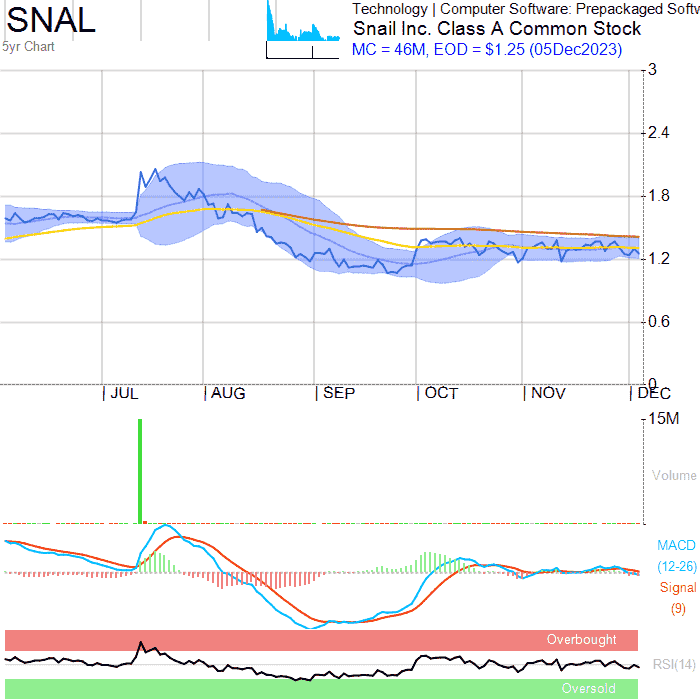 SNAL
5yr Chart
Technology | Computer Software: Prepackaged Softw
Snail Inc. Class A Common Stock
MC = 46M, EOD = $1.25 (05Dec2023)
3
2.4
1.8
1.2
0.6
0
JUL
AUG
SEP
OCT
NOV
DEC
15M
Volume
MACD
(12-26)
Signal
(9)
Overbought
RSI(14)
Oversold